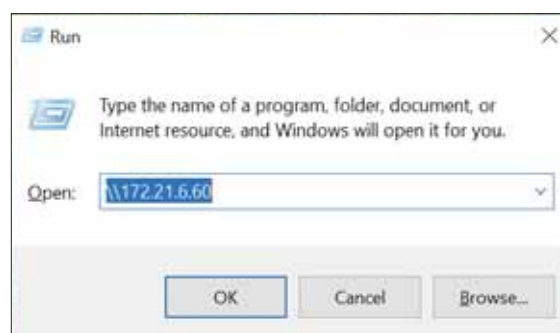 Run
Type the name of a program, folder, document, or
Internet resource, and Windows will open it for you.
Open: \\172.21.6.60
OK Cancel Browse...